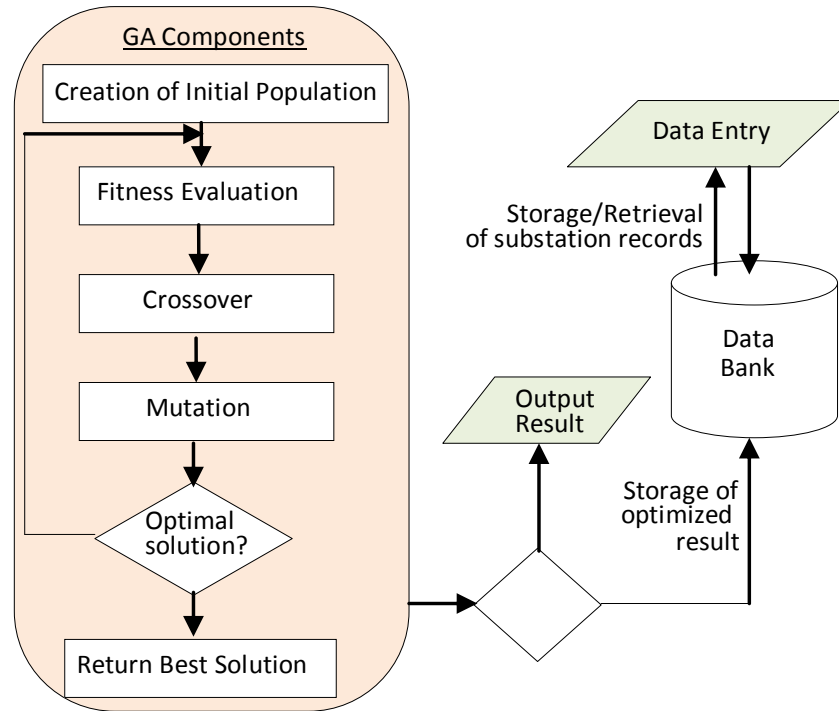 GA Components
Creation of Initial Population
Fitness Evaluation
Crossover
Mutation
Optimal
solution?
Return Best Solution
Data Entry
Storage/Retrieval
of substation records
Data
Bank
Output
Result
Storage of
optimized
result